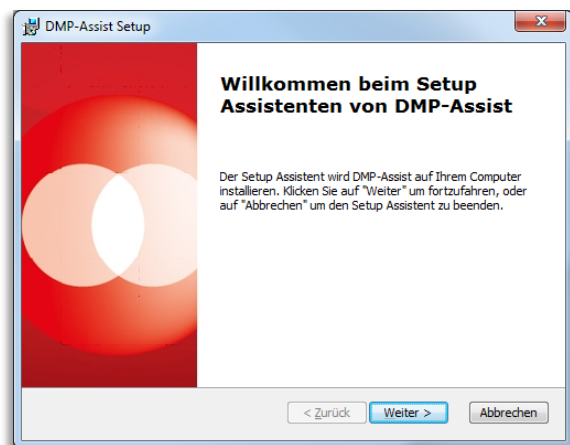 DMP-Assist Setup
Willkommen beim Setup
Assistenten von DMP-Assist
Der Setup Assistent wird DMP-Assist auf Ihrem Computer
installieren. Klicken Sie auf "Weiter" um fortzufahren, oder
auf "Abbrechen" um den Setup Assistent zu beenden.
< Zurück Weiter > Abbrechen